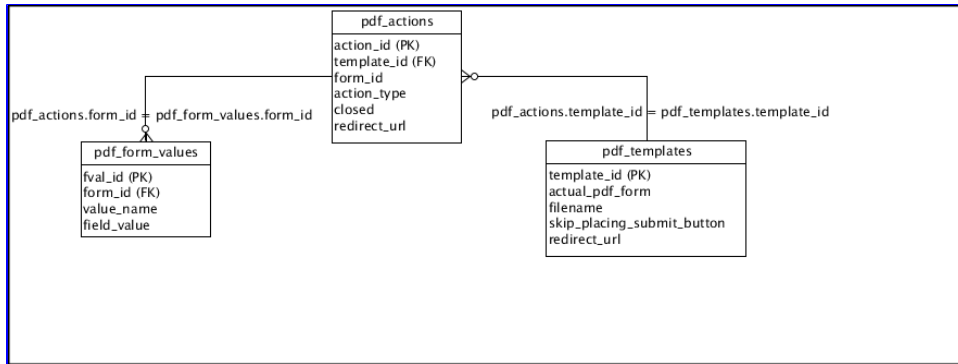 pdf_actions
action_id (PK)
template_id (FK)
form_id
action_type
closed
redirect_url
pdf_actions.form_id = pdf_form_values.form_id
pdf_actions.template_id = pdf_templates.template_id
pdf_form_values
fval_id (PK)
form_id (FK)
value_name
field_value
pdf_templates
template_id (PK)
actual_pdf_form
filename
skip_placing_submit_button
redirect_url